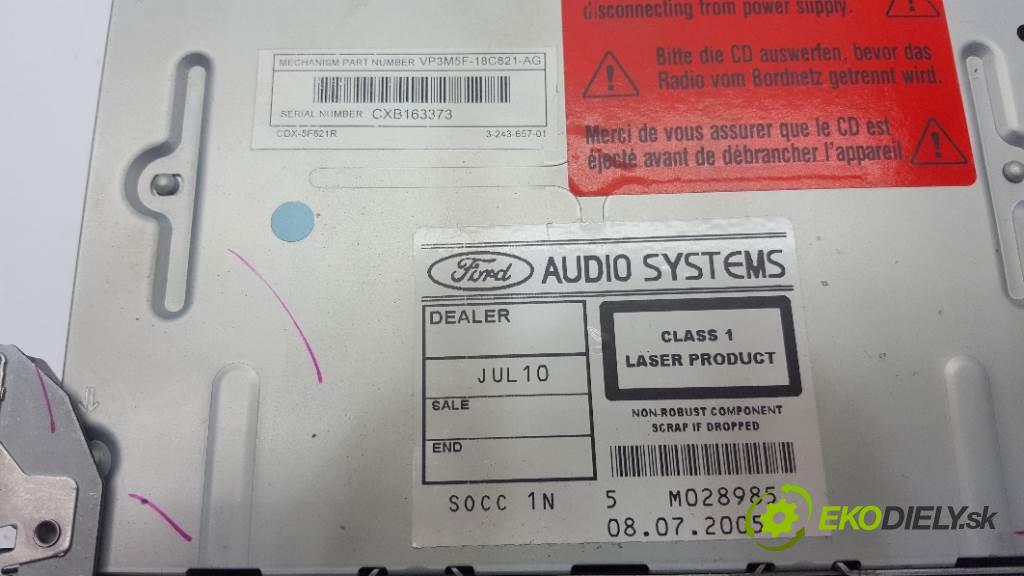 MECHANISM PART NUMBER VP3M5F-18C821-AG
SERIAL NUMBER CXB163373
CDX-5F821R 3-243-657-01
disconnecting from power supply.
Bitte die CD auswerfen, bevor das
Radio vom Bordnetz getrennt wird.
Merci de vous assurer que le CD est
éjecté avant de débrancher l'appareil.
Ford AUDIO SYSTEMS
DEALER
JUL10
SALE
END
CLASS 1
LASER PRODUCT
NON-ROBUST COMPONENT
SCRAP IF DROPPED
SOCC 1N 5 M028985
08.07.2005
EKODIELY.sk